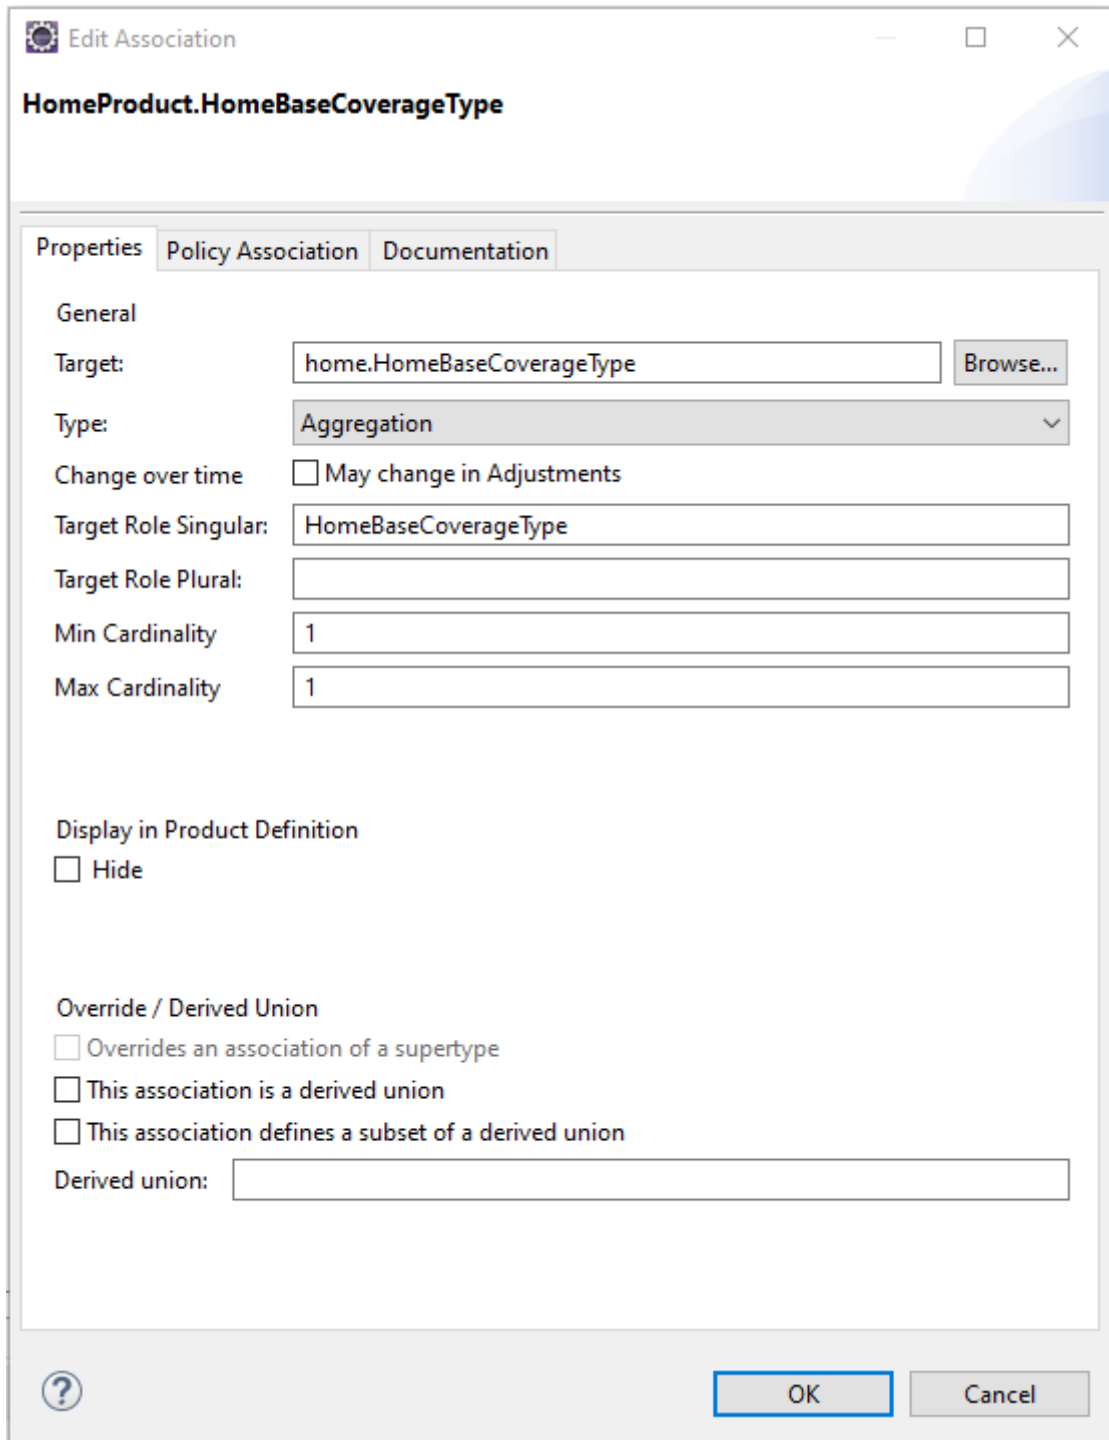 Edit Association
HomeProduct.HomeBaseCoverageType
Properties Policy Association Documentation
General
Target: home.HomeBaseCoverageType Browse...
Type: Aggregation
Change over time May change in Adjustments
Target Role Singular: HomeBaseCoverageType
Target Role Plural:
Min Cardinality 1
Max Cardinality 1
Display in Product Definition
Hide
Override / Derived Union
Overrides an association of a supertype
This association is a derived union
This association defines a subset of a derived union
Derived union:
? OK Cancel